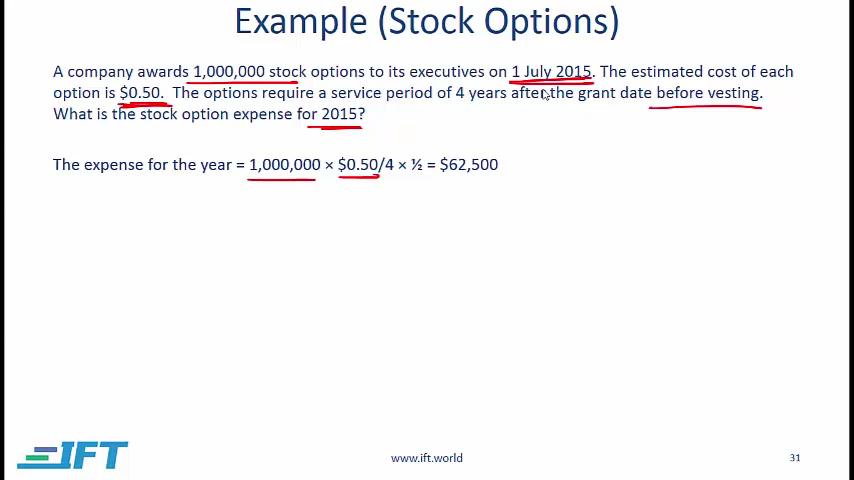 Example (Stock Options)
A company awards 1,000,000 stock options to its executives on 1 July 2015. The estimated cost of each
option is $0.50. The options require a service period of 4 years after the grant date before vesting.
What is the stock option expense for 2015?
The expense for the year = 1,000,000 × $0.50/4 × ½ = $62,500
IFT
www.ift.world
31